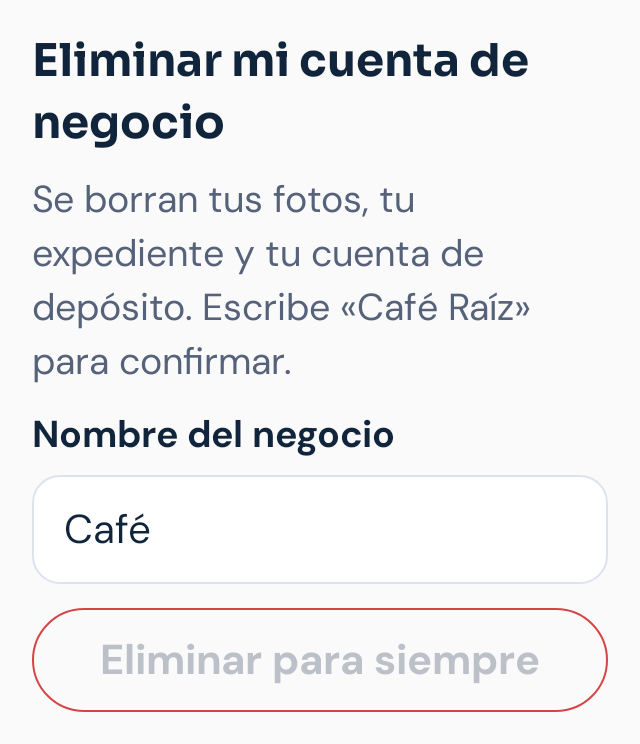 Eliminar mi cuenta de
negocio
Se borran tus fotos, tu
expediente y tu cuenta de
depósito. Escribe «Café Raíz»
para confirmar.
Nombre del negocio
Café
Eliminar para siempre